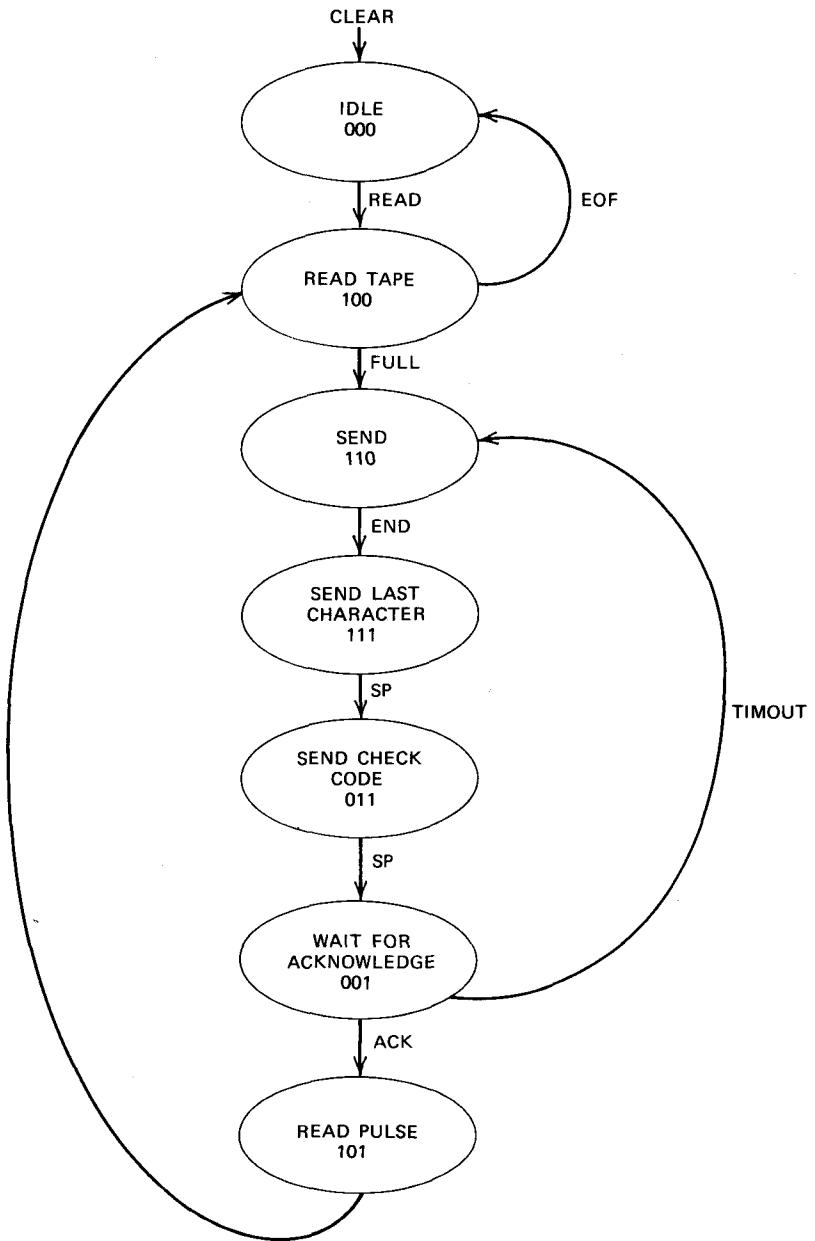 CLEAR
IDLE
000
READ
EOF
READ TAPE
100
FULL
SEND
110
END
SEND LAST
CHARACTER
111
SP
TIMOUT
SEND CHECK
CODE
011
SP
WAIT FOR
ACKNOWLEDGE
001
ACK
READ PULSE
101